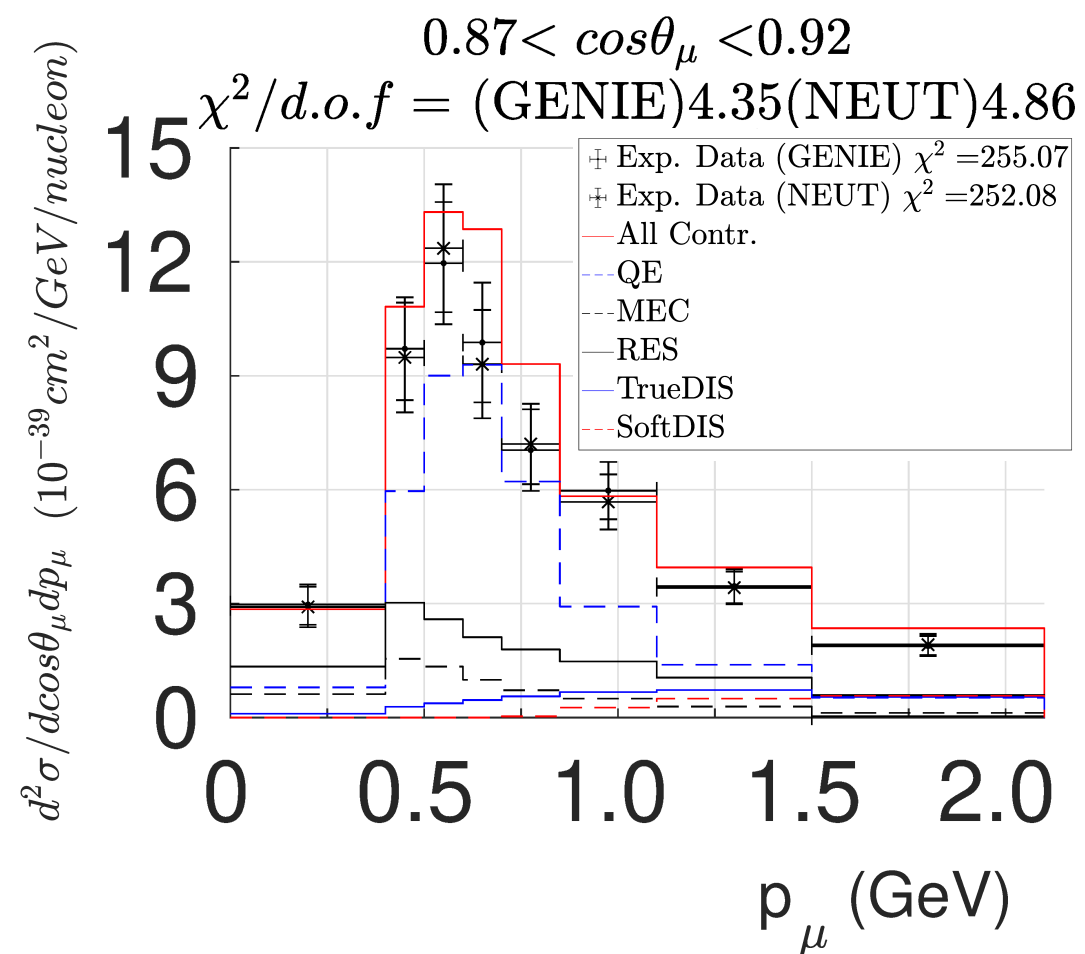 0.87< cosθμ <0.92
χ²/d.o.f = (GENIE)4.35(NEUT)4.86
d²σ/dcosθμdpμ (10⁻³⁹cm²/GeV/nucleon)
15
12
9
6
3
0
Exp. Data (GENIE) χ² =255.07
Exp. Data (NEUT) χ² =252.08
All Contr.
QE
MEC
RES
TrueDIS
SoftDIS
0 0.5 1.0 1.5 2.0
pμ (GeV)